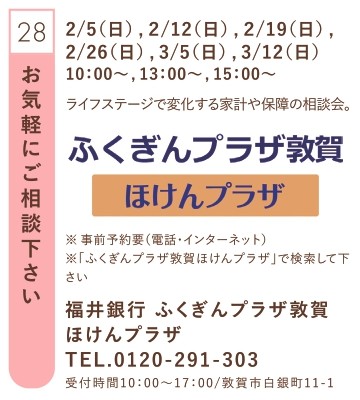 28
お気軽にご相談下さい
2/5（日）, 2/12（日）, 2/19（日）,
2/26（日）, 3/5（日）, 3/12（日）
10:00〜, 13:00〜, 15:00〜
ライフステージで変化する家計や保障の相談会。
ふくぎんプラザ敦賀
ほけんプラザ
※ 事前予約要（電話・インターネット）
※「ふくぎんプラザ敦賀ほけんプラザ」で検索して下
さい
福井銀行 ふくぎんプラザ敦賀
ほけんプラザ
TEL.0120-291-303
受付時間10:00〜17:00/敦賀市白銀町11-1